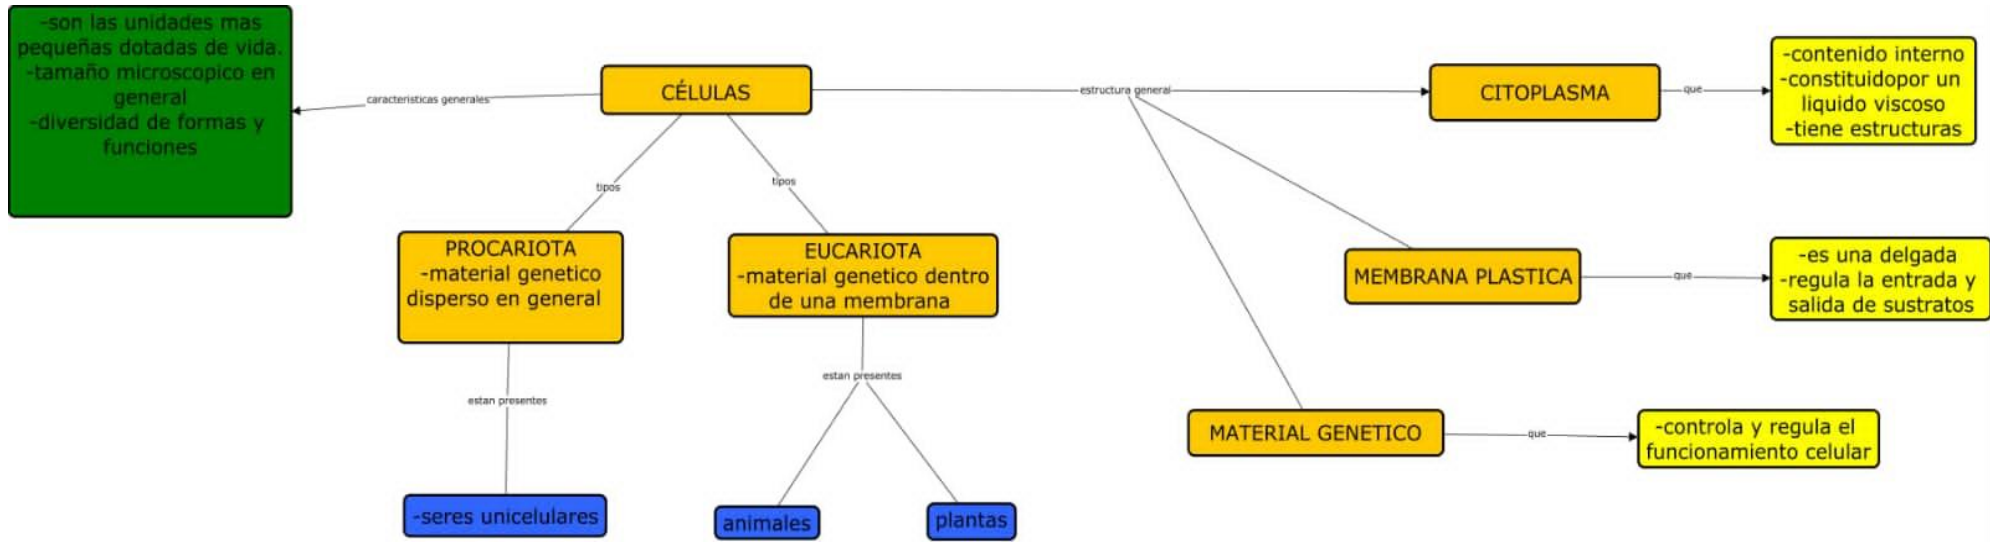 -son las unidades mas
pequeñas dotadas de vida.
-tamaño microscopico en
general
-diversidad de formas y
funciones
caracteristicas generales
CÉLULAS
estructura general
CITOPLASMA
que
-contenido interno
-constituidopor un
liquido viscoso
-tiene estructuras
tipos
tipos
PROCARIOTA
-material genetico
disperso en general
EUCARIOTA
-material genetico dentro
de una membrana
MEMBRANA PLASTICA
que
-es una delgada
-regula la entrada y
salida de sustratos
estan presentes
estan presentes
MATERIAL GENETICO
que
-controla y regula el
funcionamiento celular
-seres unicelulares
animales
plantas